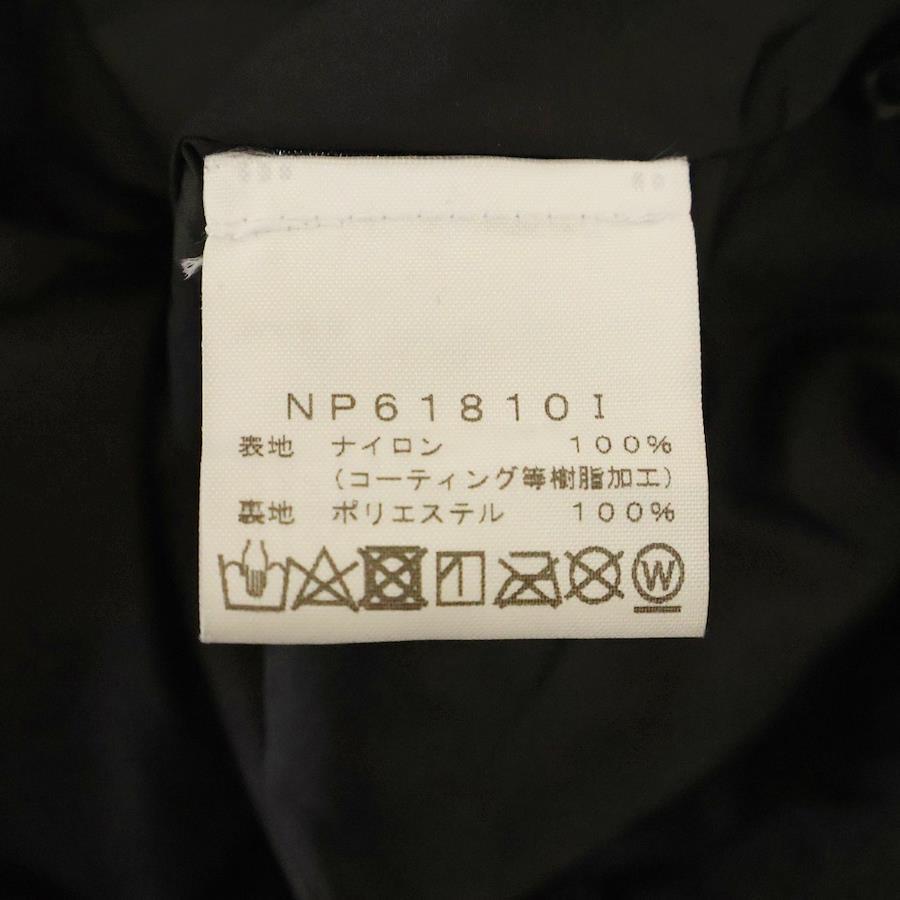 NP61810I
表地 ナイロン 100%
（コーティング等樹脂加工）
裏地 ポリエステル 100%
W